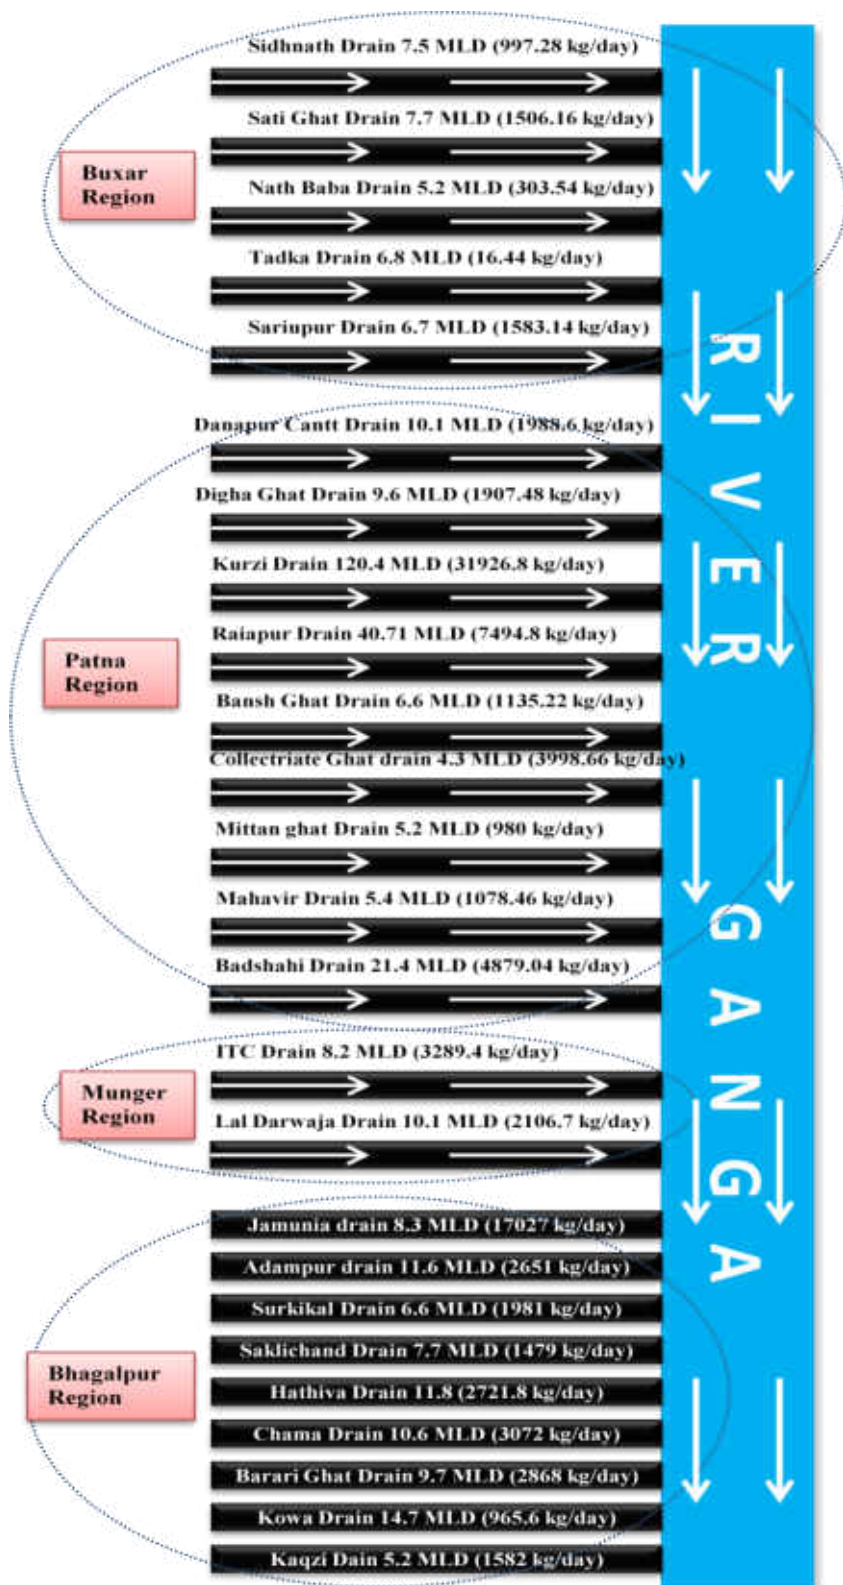 Sidhnath Drain 7.5 MLD (997.28 kg/day)
Sati Ghat Drain 7.7 MLD (1506.16 kg/day)
Buxar
Region
Nath Baba Drain 5.2 MLD (303.54 kg/day)
Tadka Drain 6.8 MLD (16.44 kg/day)
Sariupur Drain 6.7 MLD (1583.14 kg/day)
Danapur Cantt Drain 10.1 MLD (1988.6 kg/day)
Digha Ghat Drain 9.6 MLD (1907.48 kg/day)
Kurzi Drain 120.4 MLD (31926.8 kg/day)
Raiapur Drain 40.71 MLD (7494.8 kg/day)
Patna
Region
Bansh Ghat Drain 6.6 MLD (1135.22 kg/day)
Collectriate Ghat drain 4.3 MLD (3998.66 kg/day)
Mittan ghat Drain 5.2 MLD (980 kg/day)
Mahavir Drain 5.4 MLD (1078.46 kg/day)
Badshahi Drain 21.4 MLD (4879.04 kg/day)
ITC Drain 8.2 MLD (3289.4 kg/day)
Munger
Region
Lal Darwaja Drain 10.1 MLD (2106.7 kg/day)
Jamunia drain 8.3 MLD (17027 kg/day)
Adampur drain 11.6 MLD (2651 kg/day)
Surkikal Drain 6.6 MLD (1981 kg/day)
Saklichand Drain 7.7 MLD (1479 kg/day)
Bhagalpur
Region
Hathiva Drain 11.8 (2721.8 kg/day)
Chama Drain 10.6 MLD (3072 kg/day)
Barari Ghat Drain 9.7 MLD (2868 kg/day)
Kowa Drain 14.7 MLD (965.6 kg/day)
Kaqzi Dain 5.2 MLD (1582 kg/day)
RIVER GANGA